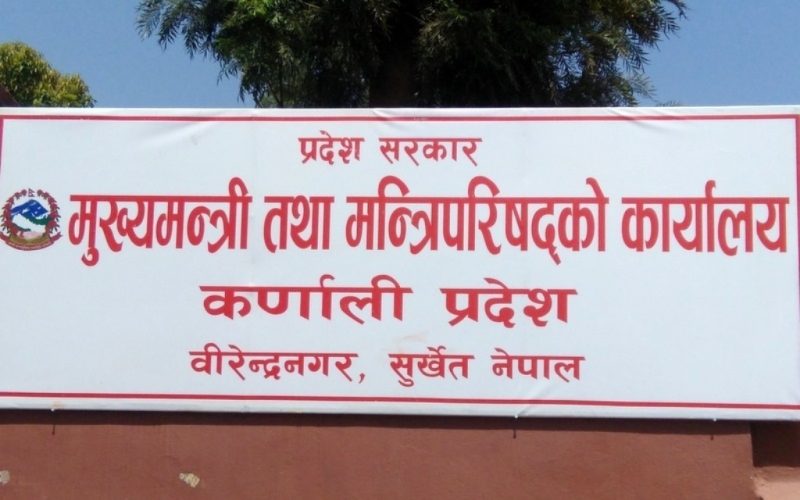 प्रदेश सरकार
मुख्यमन्त्री तथा मन्त्रिपरिषद्को कार्यालय
कर्णाली प्रदेश
वीरेन्द्रनगर, सुर्खेत नेपाल